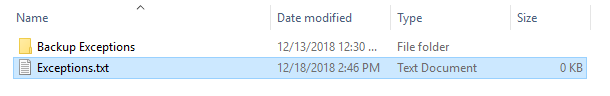 Name Date modified Type Size
Backup Exceptions 12/13/2018 12:30 ... File folder
Exceptions.txt 12/18/2018 2:46 PM Text Document 0 KB